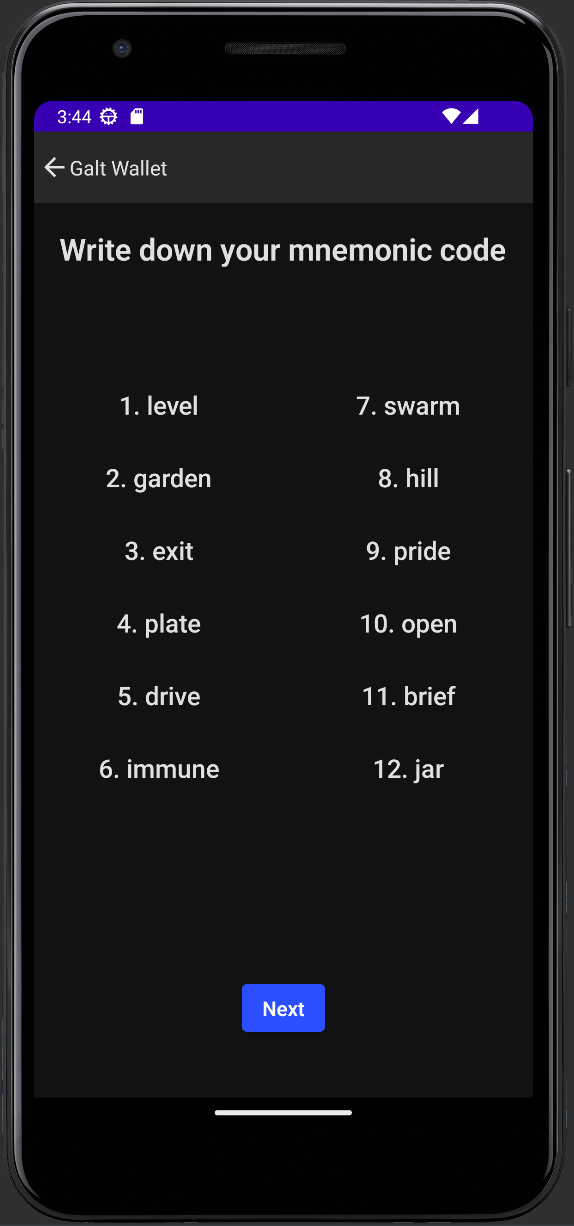 3:44
Galt Wallet
Write down your mnemonic code
1. level
2. garden
3. exit
4. plate
5. drive
6. immune
7. swarm
8. hill
9. pride
10. open
11. brief
12. jar
Next